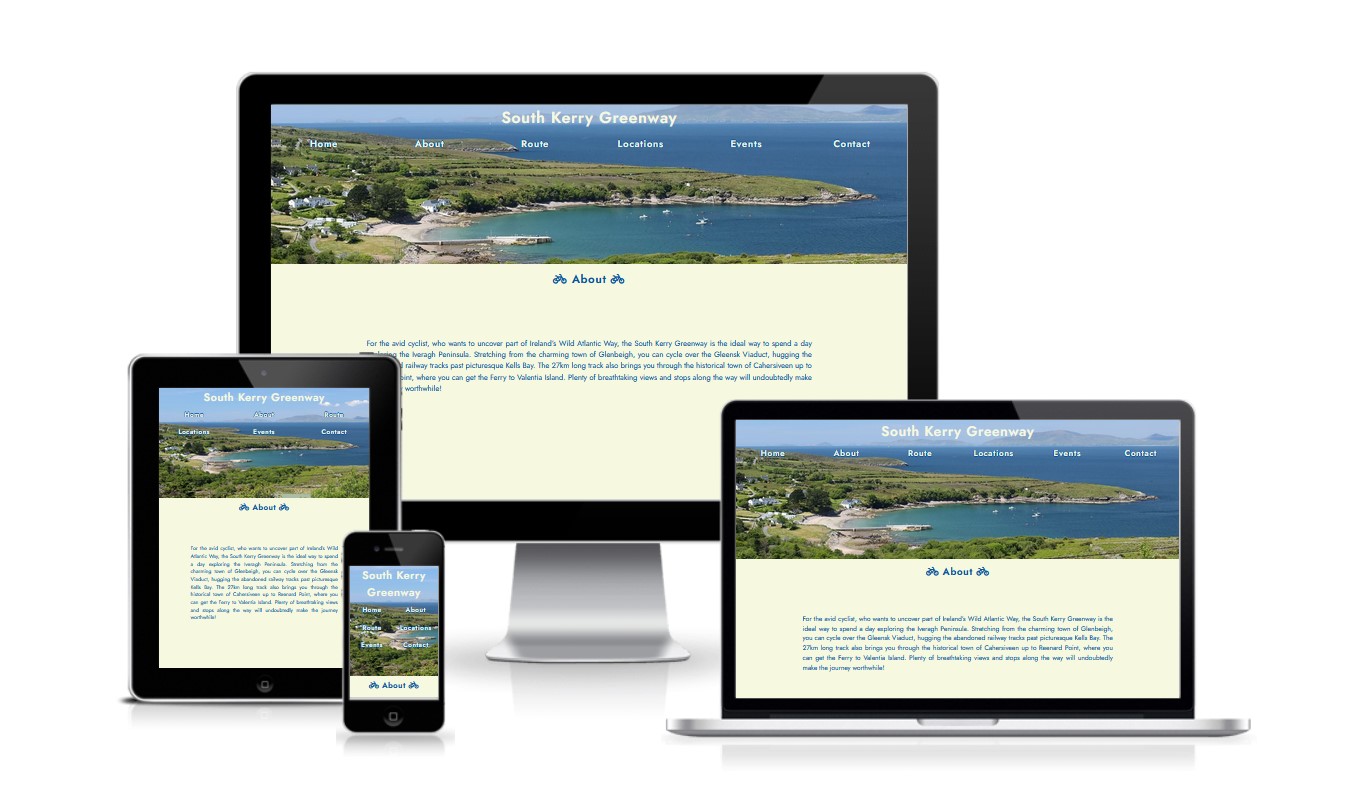 South Kerry Greenway
Home About Route Locations Events Contact
About
For the avid cyclist, who wants to uncover part of Ireland's Wild Atlantic Way, the South Kerry Greenway is the ideal way to spend a day
the Iveragh Peninsula. Stretching from the charming town of Glenbeigh, you can cycle over the Gleensk Viaduct, hugging the
railway tracks past picturesque Kells Bay. The 27km long track also brings you through the historical town of Cahersiveen up to
where you can get the Ferry to Valentia Island. Plenty of breathtaking views and stops along the way will undoubtedly make
worthwhile!
South Kerry Greenway
Home About Route
Locations Events Contact
About
For the avid cyclist, who wants to uncover part of Ireland's Wild
Atlantic Way, the South Kerry Greenway is the ideal way to spend
a day exploring the Iveragh Peninsula. Stretching from the
charming town of Glenbeigh, you can cycle over the Gleensk
Viaduct, hugging the abandoned railway tracks past picturesque
Kells Bay. The 27km long track also brings you through the
historical town of Cahersiveen up to Reenard Point, where you
can get the Ferry to Valentia Island. Plenty of breathtaking views
and stops along the way will undoubtedly make the journey
worthwhile!
South Kerry
Greenway
Home About
Route Locations
Events Contact
About
South Kerry Greenway
Home About Route Locations Events Contact
About
For the avid cyclist, who wants to uncover part of Ireland's Wild Atlantic Way, the South Kerry Greenway is the
ideal way to spend a day exploring the Iveragh Peninsula. Stretching from the charming town of Glenbeigh,
you can cycle over the Gleensk Viaduct, hugging the abandoned railway tracks past picturesque Kells Bay. The
27km long track also brings you through the historical town of Cahersiveen up to Reenard Point, where you
can get the Ferry to Valentia Island. Plenty of breathtaking views and stops along the way will undoubtedly
make the journey worthwhile!